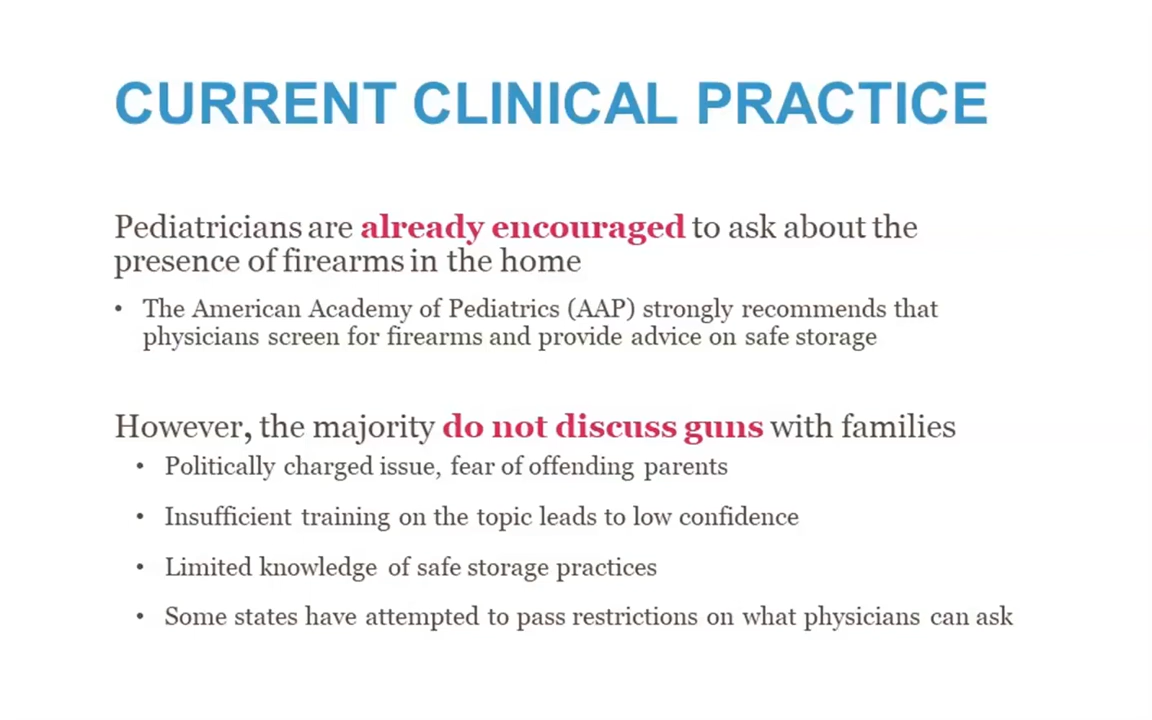 CURRENT CLINICAL PRACTICE
Pediatricians are already encouraged to ask about the
presence of firearms in the home
• The American Academy of Pediatrics (AAP) strongly recommends that
physicians screen for firearms and provide advice on safe storage
However, the majority do not discuss guns with families
• Politically charged issue, fear of offending parents
• Insufficient training on the topic leads to low confidence
• Limited knowledge of safe storage practices
• Some states have attempted to pass restrictions on what physicians can ask